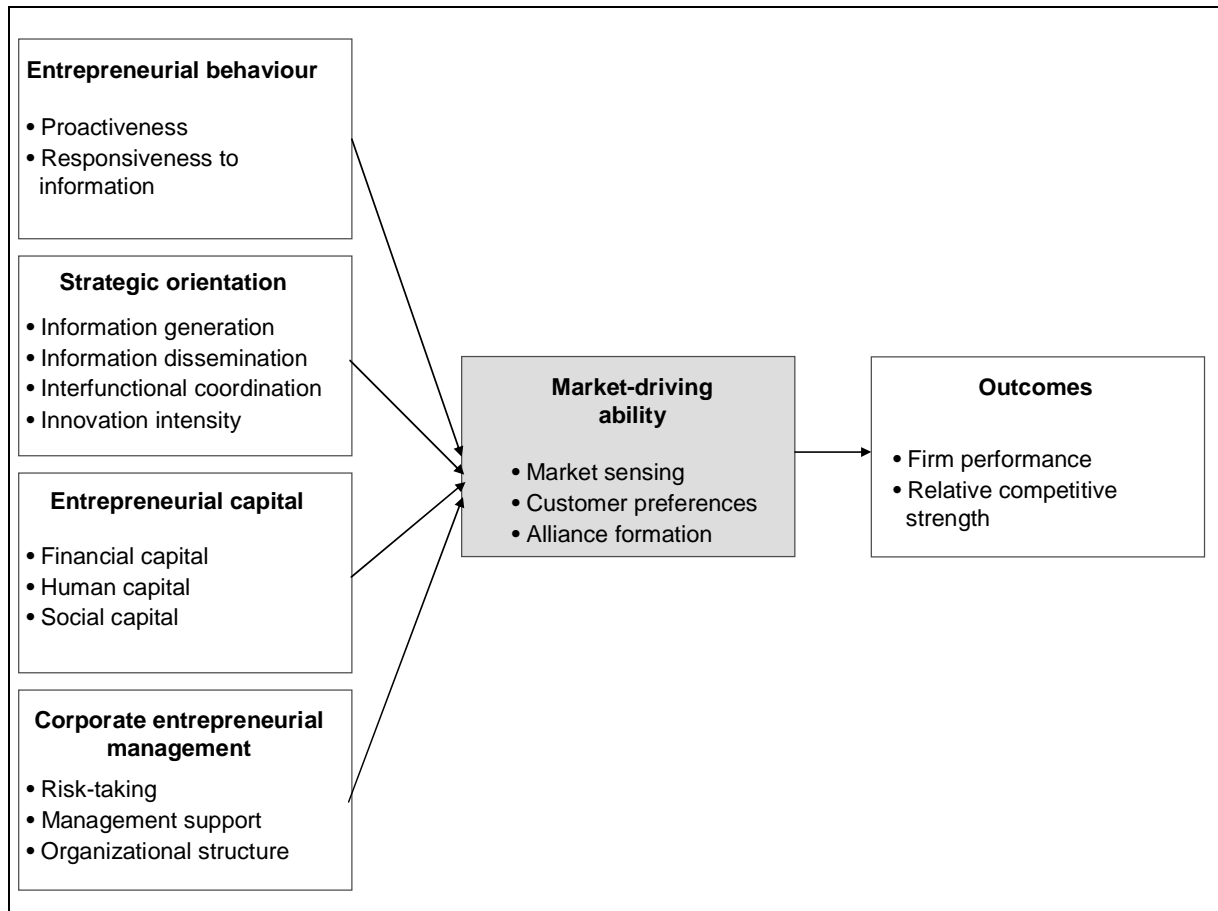 Entrepreneurial behaviour
• Proactiveness
• Responsiveness to
information
Strategic orientation
• Information generation
• Information dissemination
• Interfunctional coordination
• Innovation intensity
Entrepreneurial capital
• Financial capital
• Human capital
• Social capital
Corporate entrepreneurial
management
• Risk-taking
• Management support
• Organizational structure
Market-driving
ability
• Market sensing
• Customer preferences
• Alliance formation
Outcomes
• Firm performance
• Relative competitive
strength